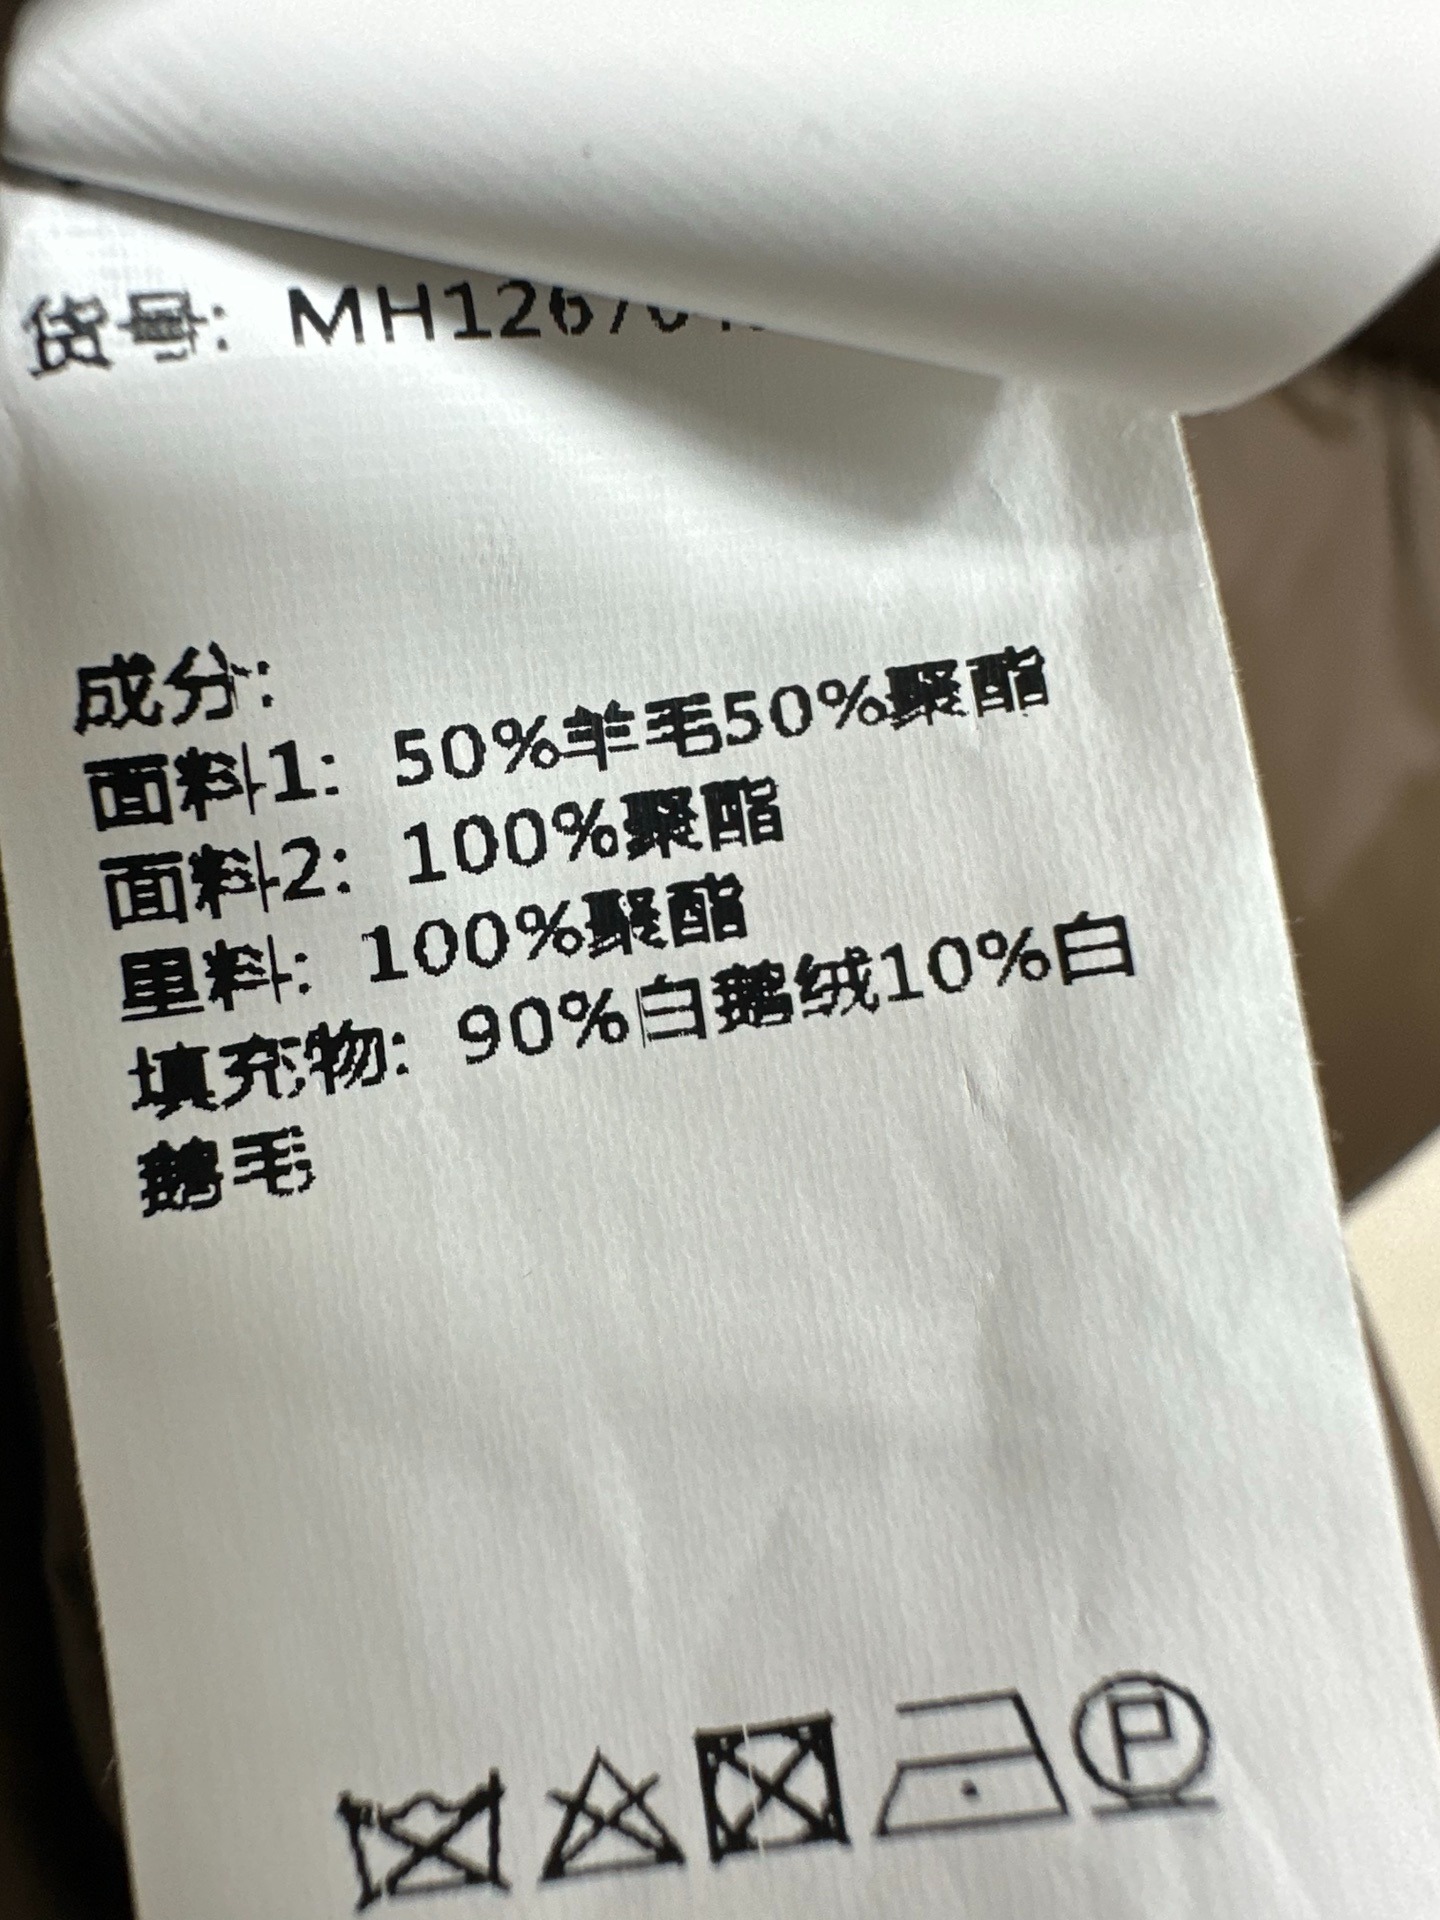 货号: MH1267
成分:
面料1: 50%羊毛50%聚酯
面料2: 100%聚酯
里料: 100%聚酯
填充物: 90%白鹅绒10%白
鹅毛
P